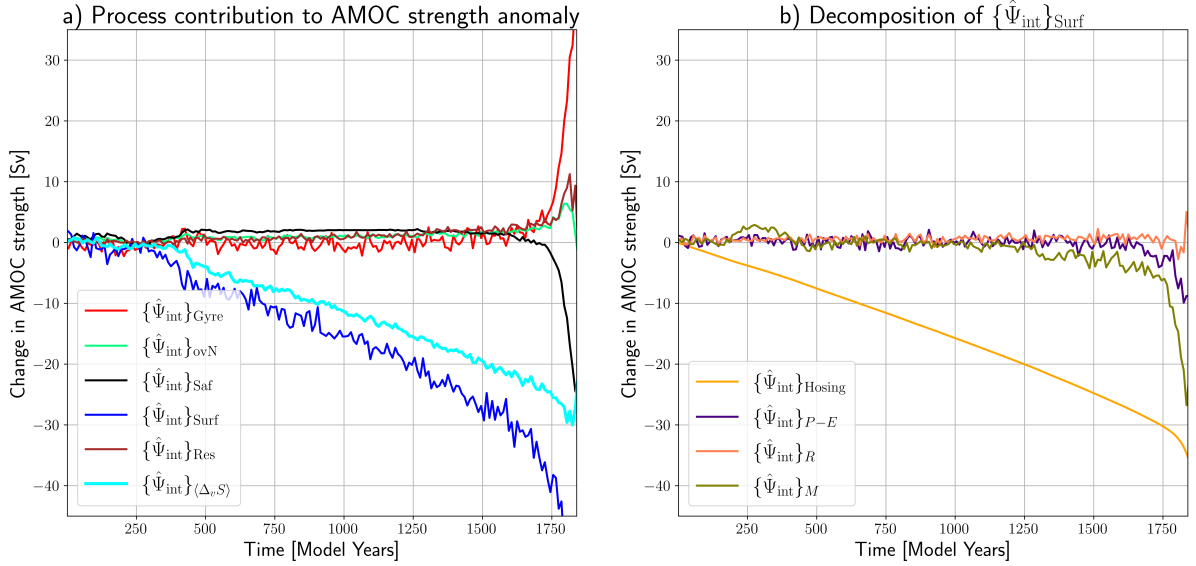 a) Process contribution to AMOC strength anomaly
Change in AMOC strength [Sv]
30
20
10
0
−10
−20
−30
−40
{Ψ̂int}Gyre
{Ψ̂int}ovN
{Ψ̂int}Saf
{Ψ̂int}Surf
{Ψ̂int}Res
{Ψ̂int}⟨ΔvS⟩
250 500 750 1000 1250 1500 1750
Time [Model Years]
b) Decomposition of {Ψ̂int}Surf
Change in AMOC strength [Sv]
30
20
10
0
−10
−20
−30
−40
{Ψ̂int}Hosing
{Ψ̂int}P−E
{Ψ̂int}R
{Ψ̂int}M
250 500 750 1000 1250 1500 1750
Time [Model Years]